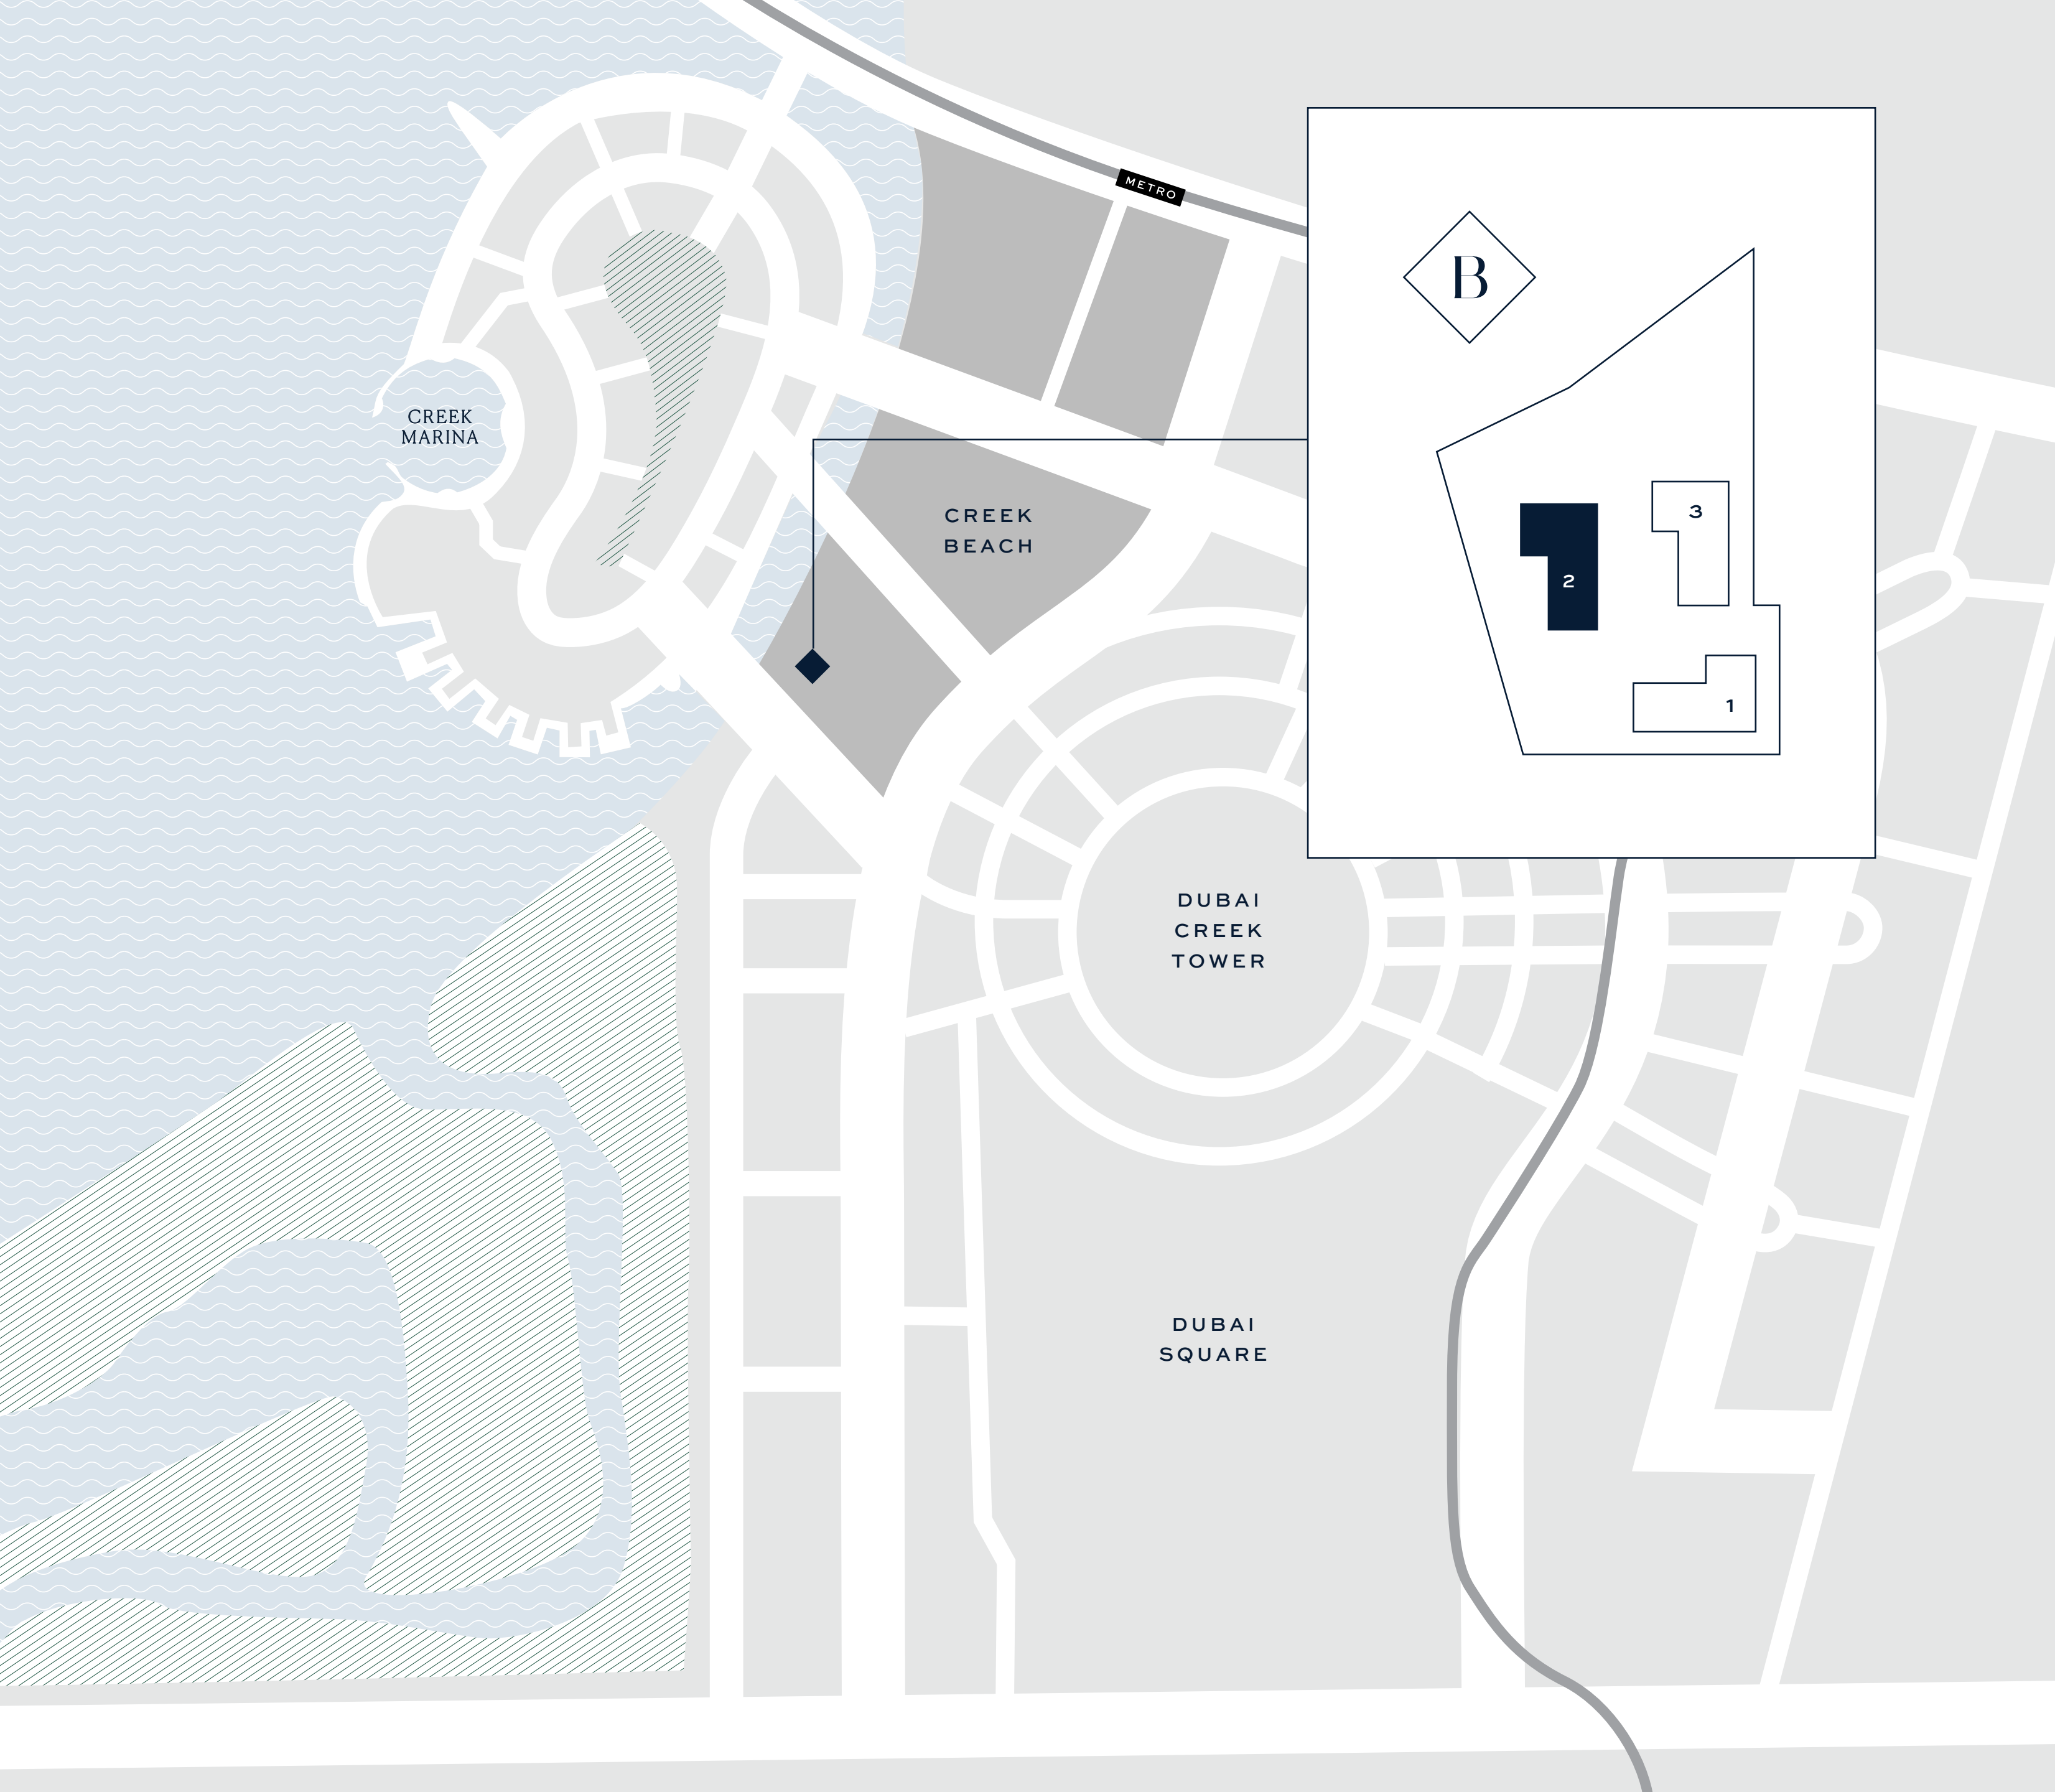 METRO
B
CREEK
MARINA
CREEK
BEACH
3
2
1
DUBAI
CREEK
TOWER
DUBAI
SQUARE